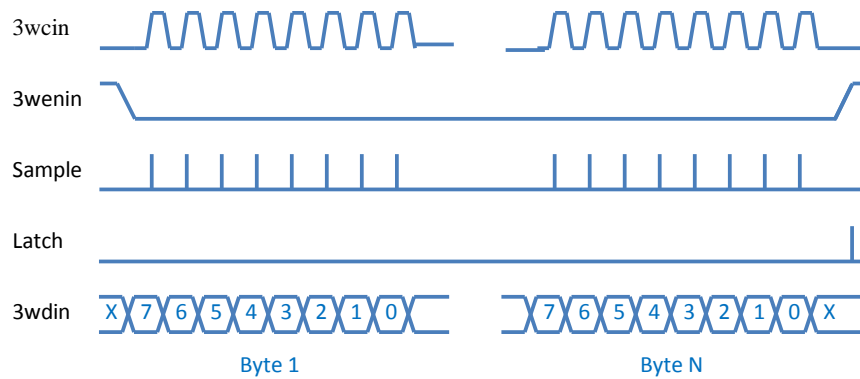 3wcin
3wenin
Sample
Latch
3wdin X 7 6 5 4 3 2 1 0 7 6 5 4 3 2 1 0 X
Byte 1 Byte N